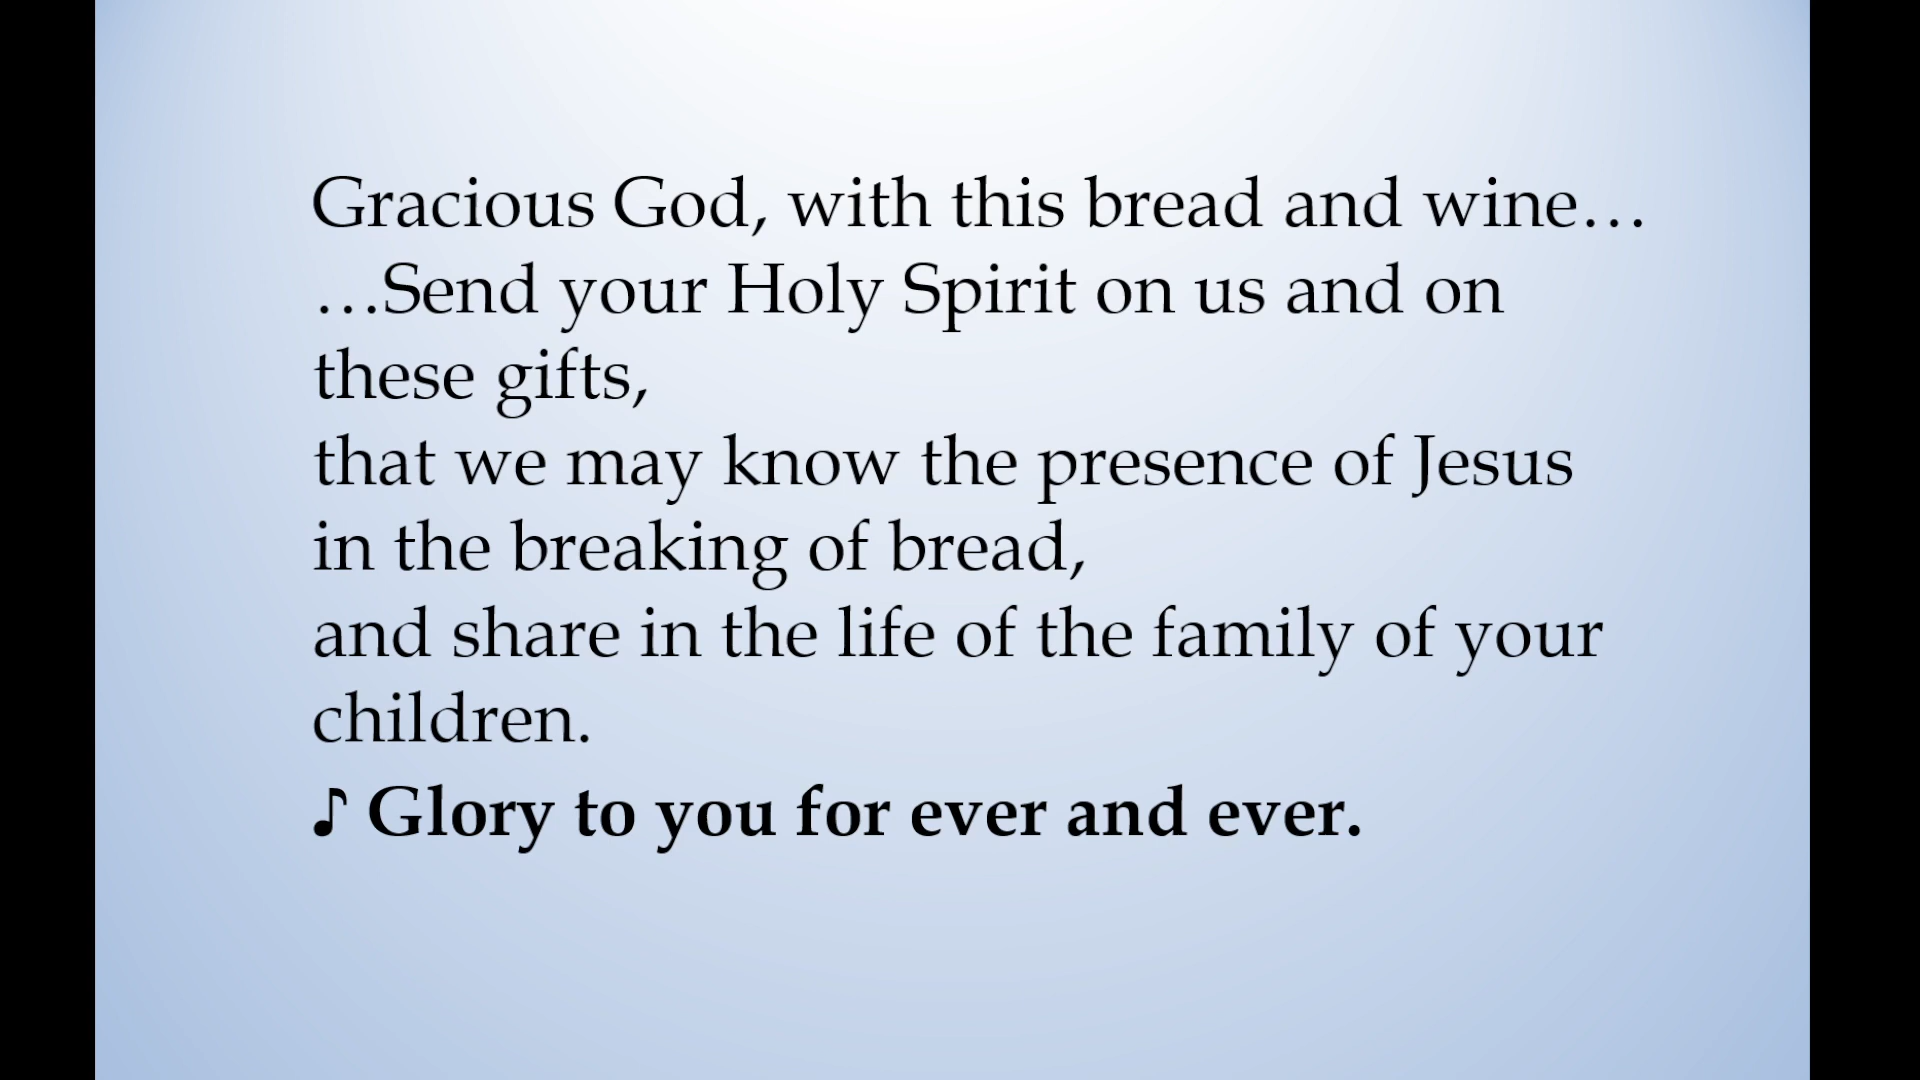 Gracious God, with this bread and wine…
…Send your Holy Spirit on us and on
these gifts,
that we may know the presence of Jesus
in the breaking of bread,
and share in the life of the family of your
children.
♪ Glory to you for ever and ever.